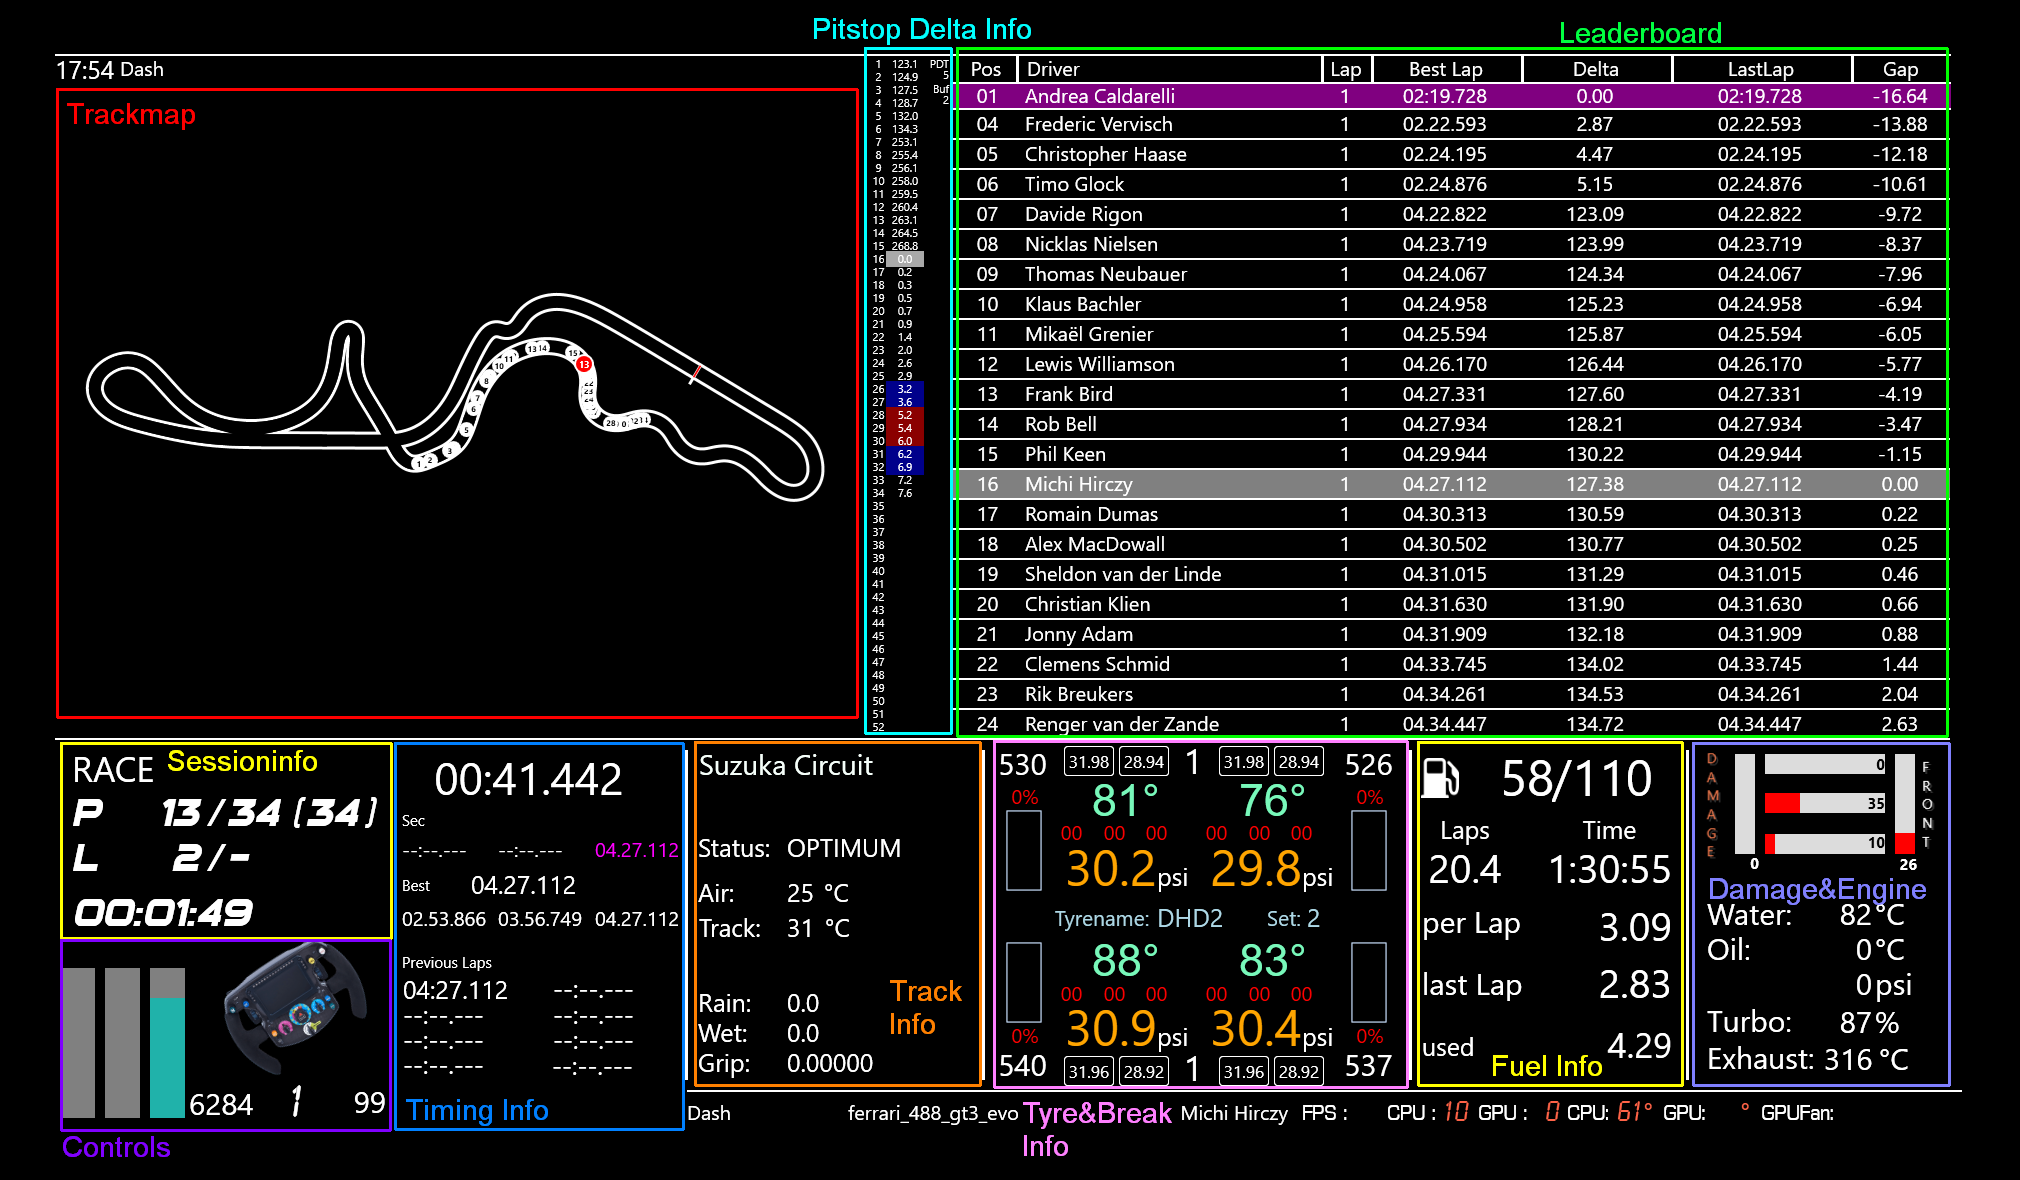 Pitstop Delta Info
Leaderboard
17:54 Dash
Trackmap
1 123.1 PDT
2 124.9 5
3 127.5 Buf
4 128.7 2
5 132.0
6 134.3
7 253.1
8 255.4
9 256.1
10 258.0
11 259.5
12 260.4
13 263.1
14 264.5
15 268.8
16 0.0
17 0.2
18 0.3
19 0.5
20 0.7
21 0.9
22 1.4
23 2.0
24 2.6
25 2.9
26 3.2
27 3.6
28 5.2
29 5.4
30 6.0
31 6.2
32 6.9
33 7.2
34 7.6
35
36
37
38
39
40
41
42
43
44
45
46
47
48
49
50
51
52
Pos Driver Lap Best Lap Delta LastLap Gap
01 Andrea Caldarelli 1 02:19.728 0.00 02:19.728 -16.64
04 Frederic Vervisch 1 02.22.593 2.87 02.22.593 -13.88
05 Christopher Haase 1 02.24.195 4.47 02.24.195 -12.18
06 Timo Glock 1 02.24.876 5.15 02.24.876 -10.61
07 Davide Rigon 1 04.22.822 123.09 04.22.822 -9.72
08 Nicklas Nielsen 1 04.23.719 123.99 04.23.719 -8.37
09 Thomas Neubauer 1 04.24.067 124.34 04.24.067 -7.96
10 Klaus Bachler 1 04.24.958 125.23 04.24.958 -6.94
11 Mikaël Grenier 1 04.25.594 125.87 04.25.594 -6.05
12 Lewis Williamson 1 04.26.170 126.44 04.26.170 -5.77
13 Frank Bird 1 04.27.331 127.60 04.27.331 -4.19
14 Rob Bell 1 04.27.934 128.21 04.27.934 -3.47
15 Phil Keen 1 04.29.944 130.22 04.29.944 -1.15
16 Michi Hirczy 1 04.27.112 127.38 04.27.112 0.00
17 Romain Dumas 1 04.30.313 130.59 04.30.313 0.22
18 Alex MacDowall 1 04.30.502 130.77 04.30.502 0.25
19 Sheldon van der Linde 1 04.31.015 131.29 04.31.015 0.46
20 Christian Klien 1 04.31.630 131.90 04.31.630 0.66
21 Jonny Adam 1 04.31.909 132.18 04.31.909 0.88
22 Clemens Schmid 1 04.33.745 134.02 04.33.745 1.44
23 Rik Breukers 1 04.34.261 134.53 04.34.261 2.04
24 Renger van der Zande 1 04.34.447 134.72 04.34.447 2.63
13 14 15
11 13
10
8
7 23
6 24
5 28
3
1 2
RACE Sessioninfo
P 13/34 (34)
L 2/-
00:01:49
6284 1 99
Controls
00:41.442
Sec
--:--.--- --:--.--- 04.27.112
Best 04.27.112
02.53.866 03.56.749 04.27.112
Previous Laps
04:27.112 --:--.---
--:--.--- --:--.---
--:--.--- --:--.---
--:--.--- --:--.---
Timing Info
Suzuka Circuit
Status: OPTIMUM
Air: 25 °C
Track: 31 °C
Rain: 0.0
Wet: 0.0
Grip: 0.00000
Track
Info
530 31.98 28.94 1 31.98 28.94 526
0% 81° 76° 0%
00 00 00 00 00 00
30.2psi 29.8psi
Tyrename: DHD2 Set: 2
88° 83°
00 00 00 00 00 00
0% 30.9psi 30.4psi 0%
540 31.96 28.92 1 31.96 28.92 537
58/110
Laps Time
20.4 1:30:55
per Lap 3.09
last Lap 2.83
used 4.29
Fuel Info
DAMAGE FRONT
0
35
10
0 26
Damage&Engine
Water: 82°C
Oil: 0°C
0psi
Turbo: 87%
Exhaust: 316 °C
Dash ferrari_488_gt3_evo Tyre&Break Michi Hirczy FPS : CPU : 10 GPU : 0 CPU: 61° GPU: ° GPUFan:
Info